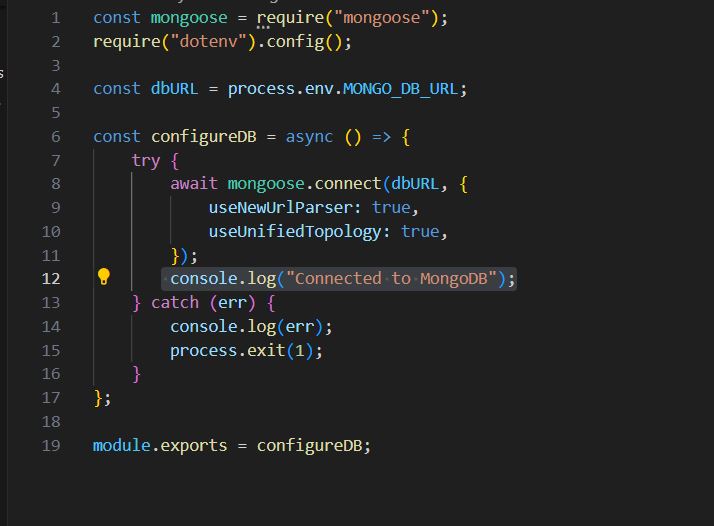 1 const mongoose = require("mongoose");
2 require("dotenv").config();
3
4 const dbURL = process.env.MONGO_DB_URL;
5
6 const configureDB = async () => {
7 try {
8 await mongoose.connect(dbURL, {
9 useNewUrlParser: true,
10 useUnifiedTopology: true,
11 });
12 console.log("Connected to MongoDB");
13 } catch (err) {
14 console.log(err);
15 process.exit(1);
16 }
17 };
18
19 module.exports = configureDB;